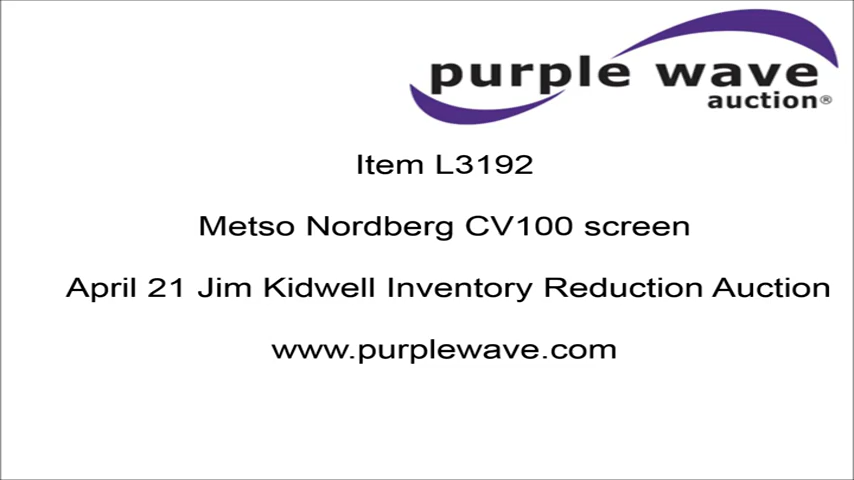 purple wave
auction®
Item L3192
Metso Nordberg CV100 screen
April 21 Jim Kidwell Inventory Reduction Auction
www.purplewave.com